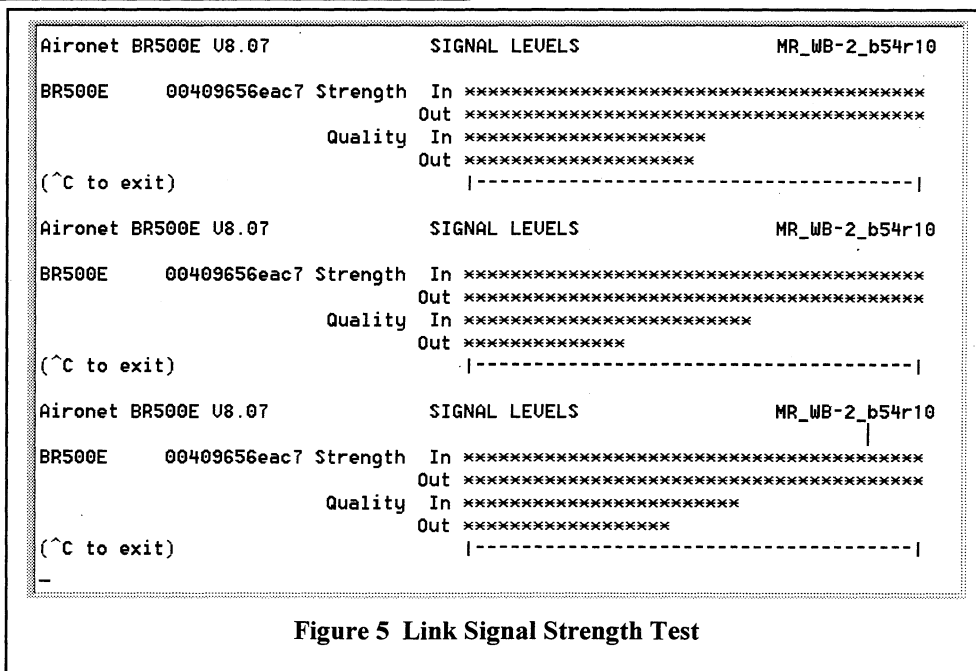 Aironet BR500E V8.07 SIGNAL LEVELS MR_WB-2_b54r10
BR500E 00409656eac7 Strength In ****************************************
Out ****************************************
Quality In *********************
Out ********************
(^C to exit) |--------------------------------------|
Aironet BR500E V8.07 SIGNAL LEVELS MR_WB-2_b54r10
BR500E 00409656eac7 Strength In ****************************************
Out ****************************************
Quality In *************************
Out **************
(^C to exit) |--------------------------------------|
Aironet BR500E V8.07 SIGNAL LEVELS MR_WB-2_b54r10
BR500E 00409656eac7 Strength In ****************************************
Out ****************************************
Quality In ************************
Out ******************
(^C to exit) |--------------------------------------|
_
Figure 5 Link Signal Strength Test